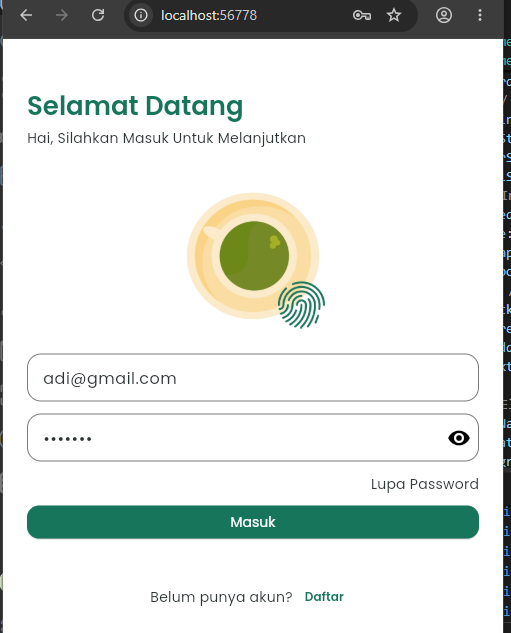 localhost:56778
Selamat Datang
Hai, Silahkan Masuk Untuk Melanjutkan
adi@gmail.com
•••••••
Lupa Password
Masuk
Belum punya akun? Daftar